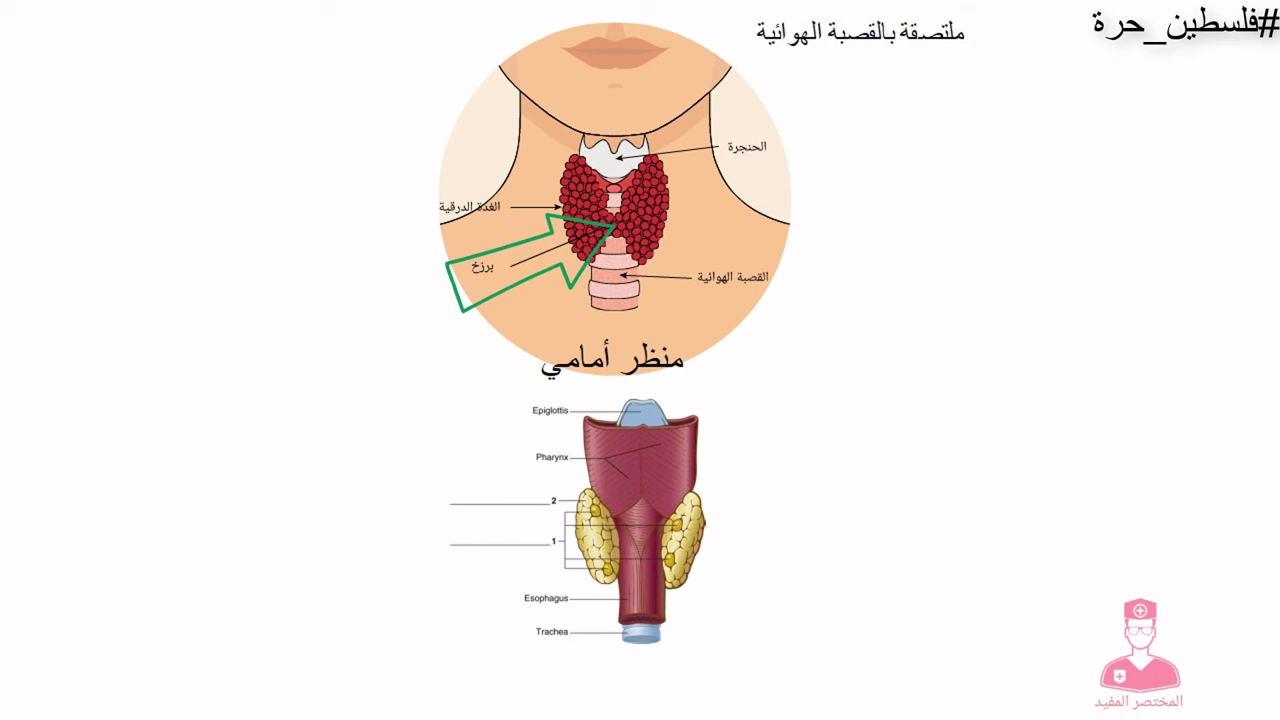 #فلسطين_حرة
ملتصقة بالقصبة الهوائية
الحنجرة
الغدة الدرقية
برزخ
القصبة الهوائية
منظر أمامي
Epiglottis
Pharynx
2
1
Esophagus
Trachea
المختصر المفيد